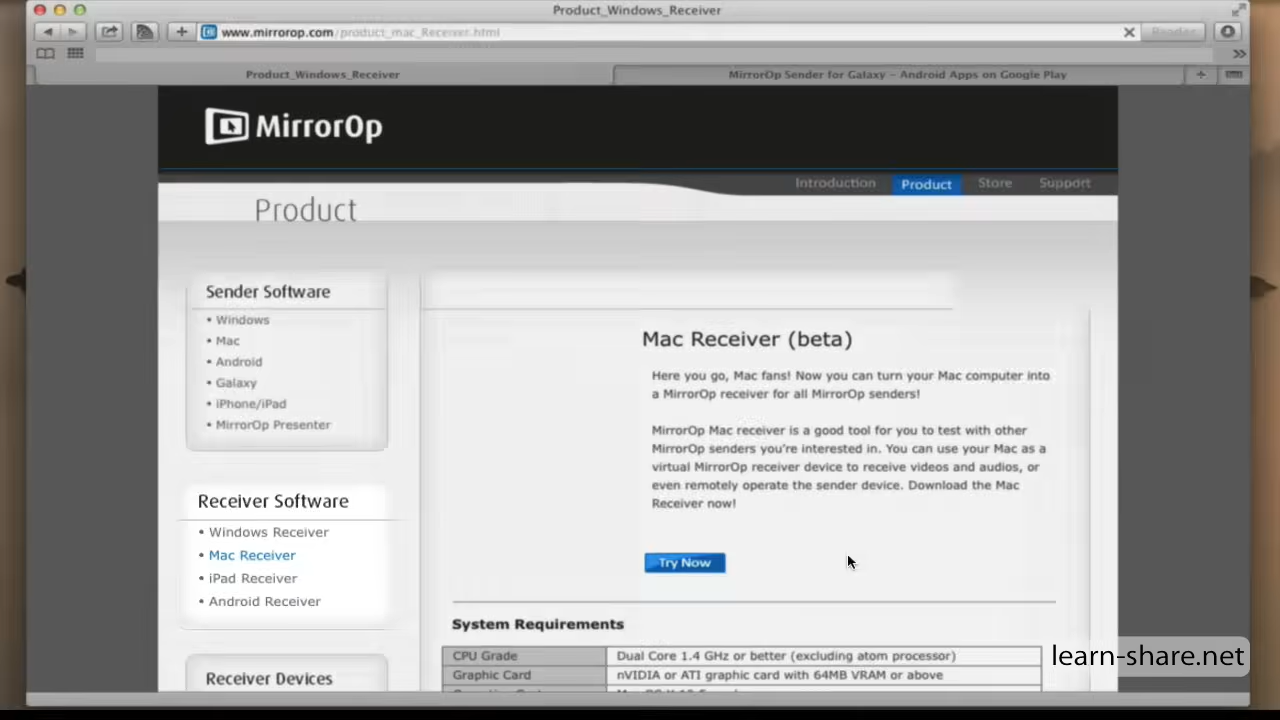 Product_Windows_Receiver
www.mirrorop.com/product_mac_Receiver.html
Reader
Product_Windows_Receiver
MirrorOp Sender for Galaxy – Android Apps on Google Play
MirrorOp
Introduction
Product
Store
Support
Product
Sender Software
• Windows
• Mac
• Android
• Galaxy
• iPhone/iPad
• MirrorOp Presenter
Receiver Software
• Windows Receiver
• Mac Receiver
• iPad Receiver
• Android Receiver
Receiver Devices
Mac Receiver (beta)
Here you go, Mac fans! Now you can turn your Mac computer into
a MirrorOp receiver for all MirrorOp senders!
MirrorOp Mac receiver is a good tool for you to test with other
MirrorOp senders you're interested in. You can use your Mac as a
virtual MirrorOp receiver device to receive videos and audios, or
even remotely operate the sender device. Download the Mac
Receiver now!
Try Now
System Requirements
CPU Grade
Dual Core 1.4 GHz or better (excluding atom processor)
Graphic Card
nVIDIA or ATI graphic card with 64MB VRAM or above
learn-share.net